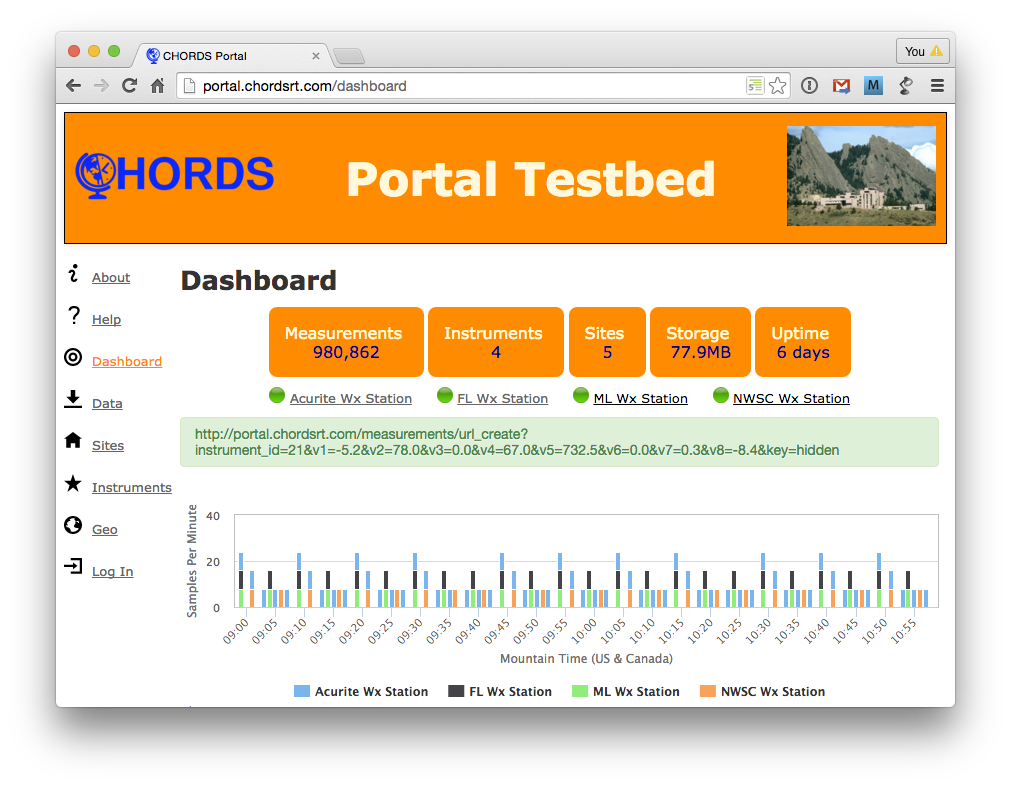 CHORDS Portal
You
portal.chordsrt.com/dashboard
M
CHORDS
Portal Testbed
About
Help
Dashboard
Data
Sites
Instruments
Geo
Log In
Dashboard
Measurements
980,862
Instruments
4
Sites
5
Storage
77.9MB
Uptime
6 days
Acurite Wx Station FL Wx Station ML Wx Station NWSC Wx Station
http://portal.chordsrt.com/measurements/url_create?
instrument_id=21&v1=-5.2&v2=78.0&v3=0.0&v4=67.0&v5=732.5&v6=0.0&v7=0.3&v8=-8.4&key=hidden
Samples Per Minute
40
20
0
09:00 09:05 09:10 09:15 09:20 09:25 09:30 09:35 09:40 09:45 09:50 09:55 10:00 10:05 10:10 10:15 10:20 10:25 10:30 10:35 10:40 10:45 10:50 10:55
Mountain Time (US & Canada)
Acurite Wx Station FL Wx Station ML Wx Station NWSC Wx Station